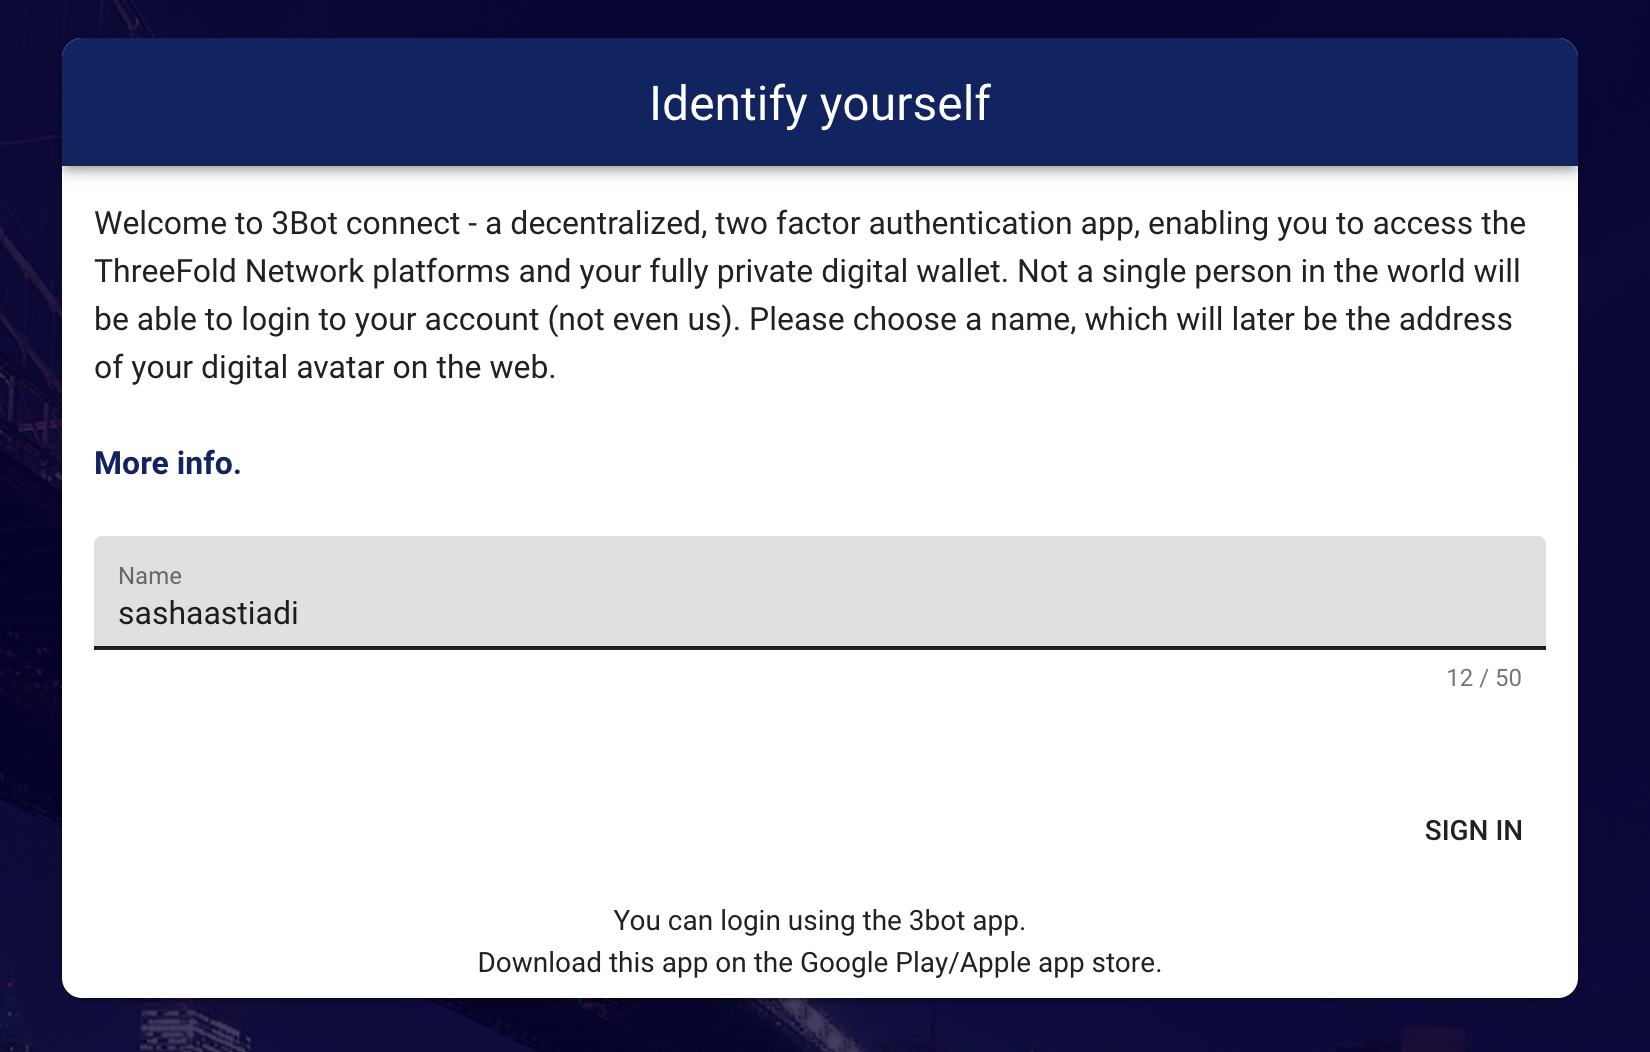 Identify yourself
Welcome to 3Bot connect - a decentralized, two factor authentication app, enabling you to access the
ThreeFold Network platforms and your fully private digital wallet. Not a single person in the world will
be able to login to your account (not even us). Please choose a name, which will later be the address
of your digital avatar on the web.
More info.
Name
sashaastiadi
12 / 50
SIGN IN
You can login using the 3bot app.
Download this app on the Google Play/Apple app store.